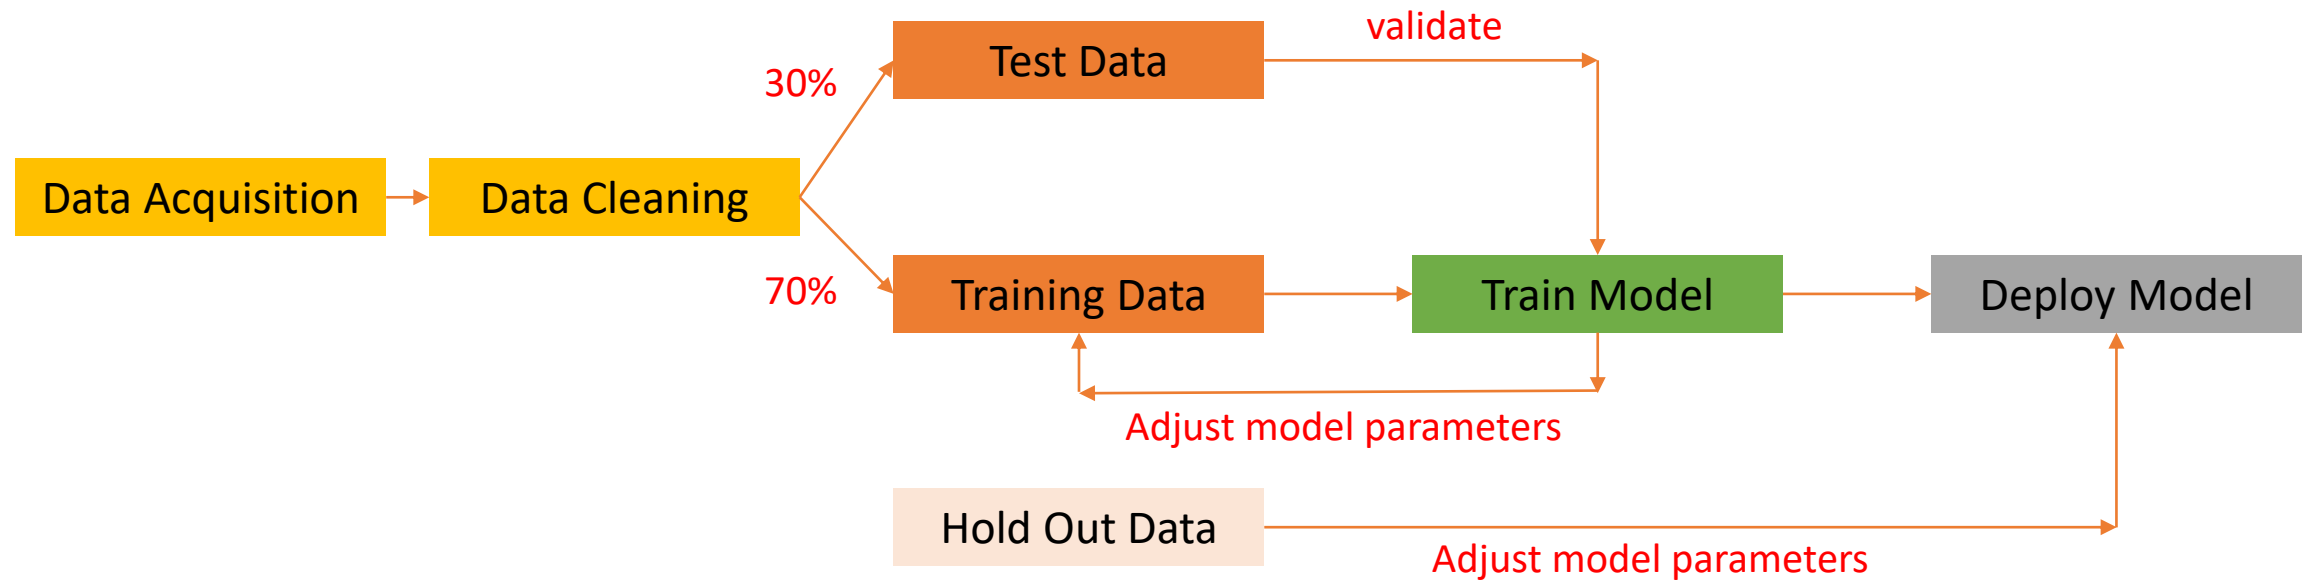 validate
Test Data
30%
Data Acquisition
Data Cleaning
70%
Training Data
Train Model
Deploy Model
Adjust model parameters
Hold Out Data
Adjust model parameters